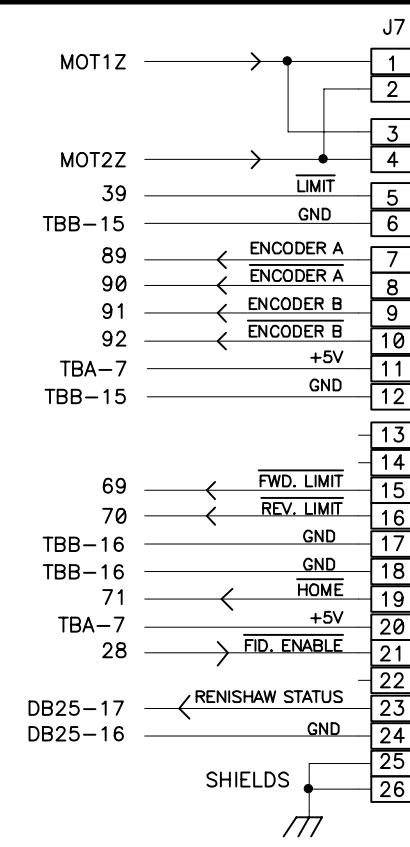 J7
MOT1Z 1
2
3
MOT2Z 4
39 LIMIT 5
TBB-15 GND 6
89 ENCODER A 7
90 ENCODER A 8
91 ENCODER B 9
92 ENCODER B 10
TBA-7 +5V 11
TBB-15 GND 12
13
14
69 FWD. LIMIT 15
70 REV. LIMIT 16
TBB-16 GND 17
TBB-16 GND 18
71 HOME 19
TBA-7 +5V 20
28 FID. ENABLE 21
22
DB25-17 RENISHAW STATUS 23
DB25-16 GND 24
25
SHIELDS 26